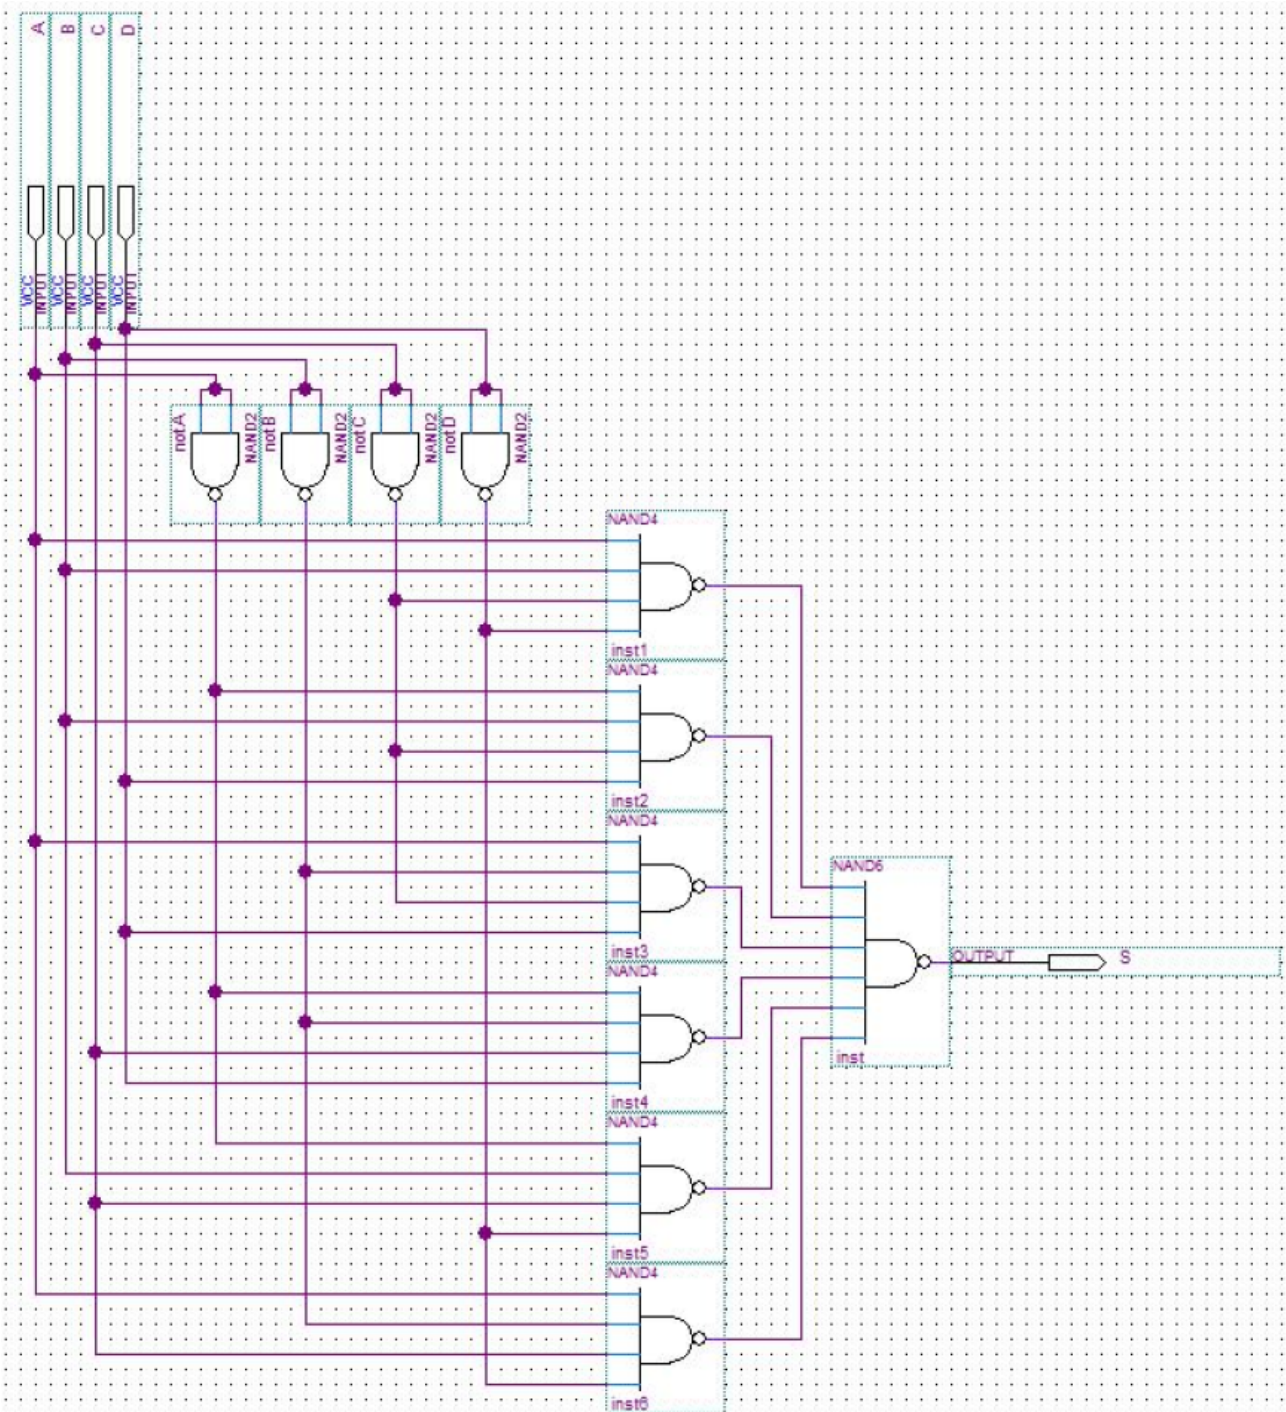 A
B
C
D
VCC
INPUT
VCC
INPUT
VCC
INPUT
VCC
INPUT
notA
NAND2
notB
NAND2
notC
NAND2
notD
NAND2
NAND4
inst1
NAND4
inst2
NAND4
inst3
NAND4
inst4
NAND4
inst5
NAND4
inst6
NAND6
inst
OUTPUT
S